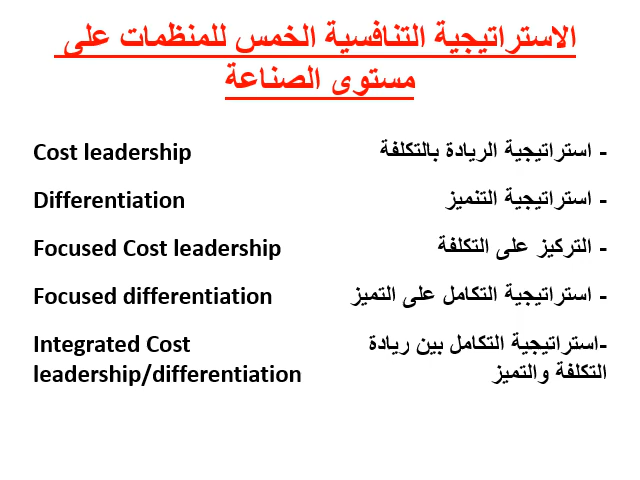 الاستراتيجية التنافسية الخمس للمنظمات على
مستوى الصناعة
- استراتيجية الريادة بالتكلفة
Cost leadership
- استراتيجية التنميز
Differentiation
- التركيز على التكلفة
Focused Cost leadership
- استراتيجية التكامل على التميز
Focused differentiation
-استراتيجية التكامل بين ريادة
التكلفة والتميز
Integrated Cost
leadership/differentiation